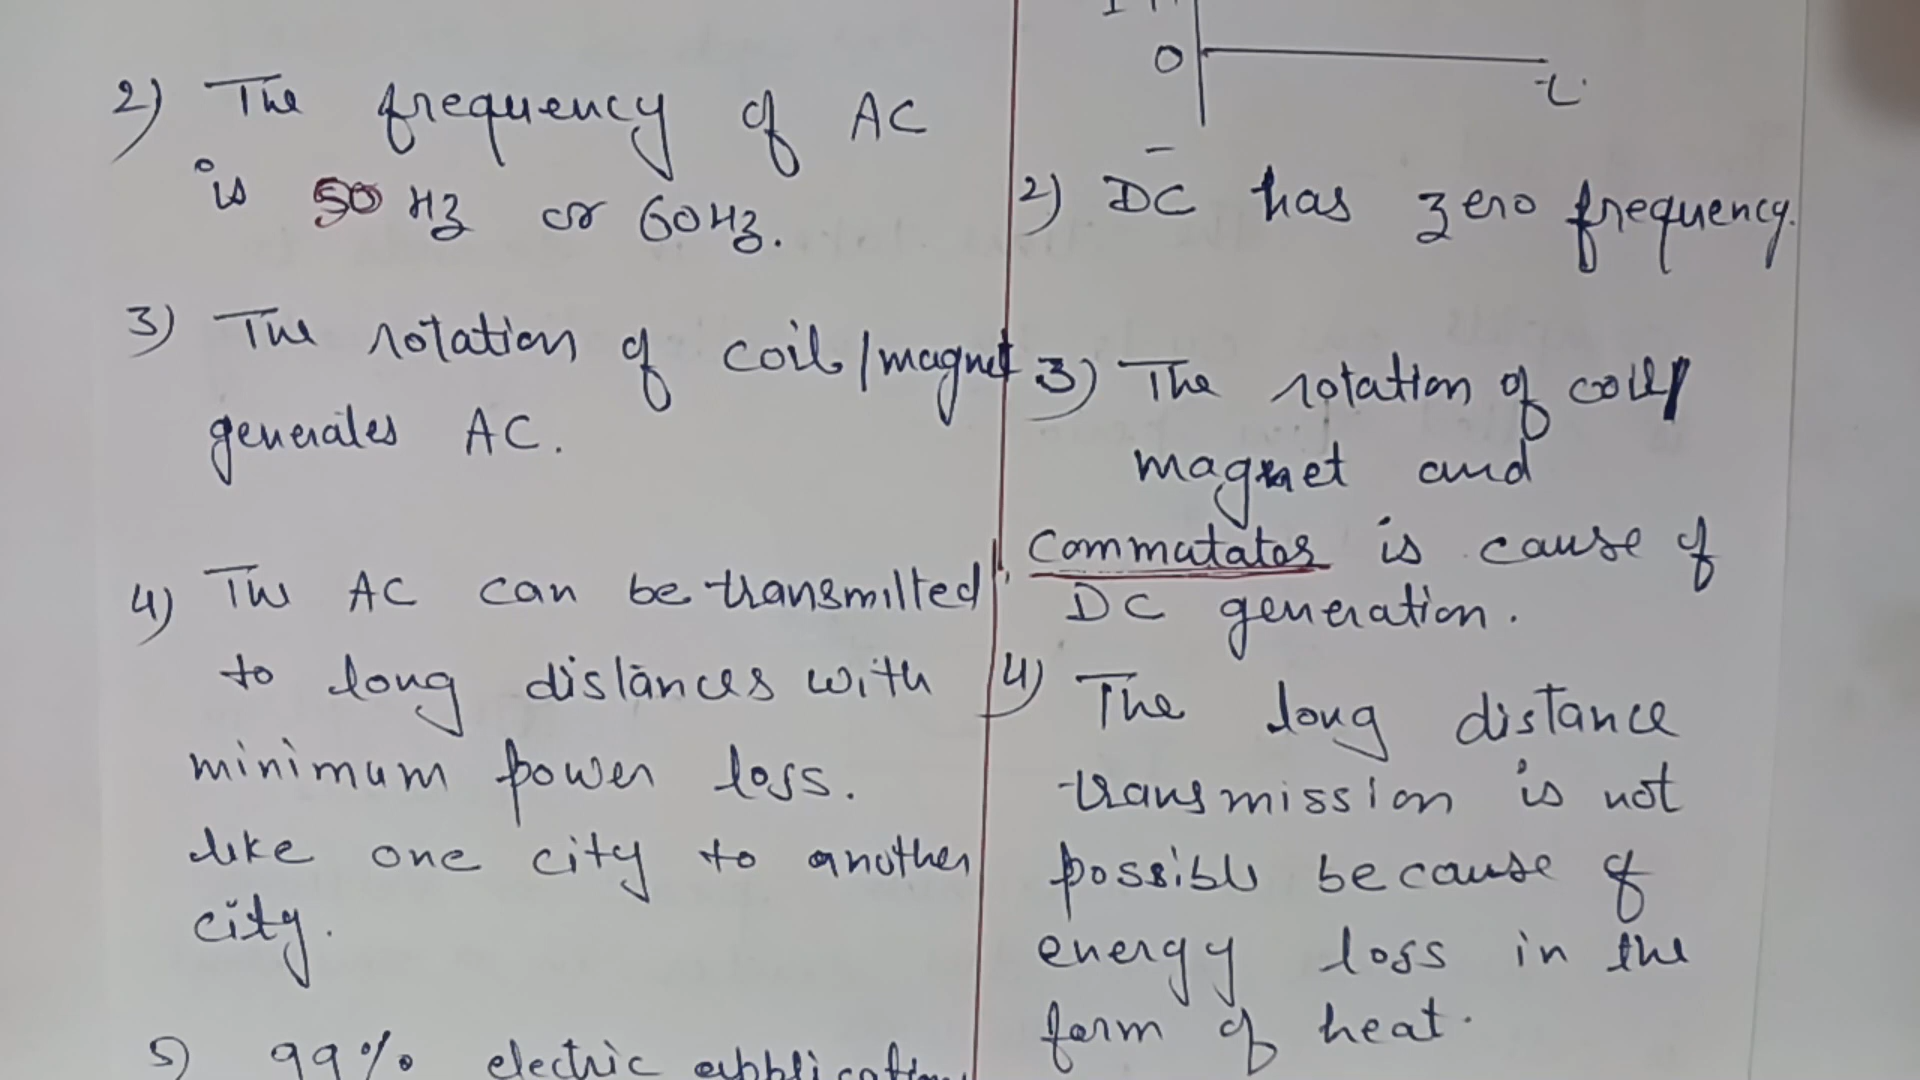 2) The frequency of AC
is 50 Hz or 60Hz.
3) The rotation of coil/magnet
generates AC.
4) The AC can be transmitted
to long distances with
minimum power loss.
like one city to another
city.
5) 99% electric application
0
t
2) DC has zero frequency.
3) The rotation of coil/
magnet and
Commutator is cause of
DC generation.
4) The long distance
transmission is not
possible because of
energy loss in the
form of heat.